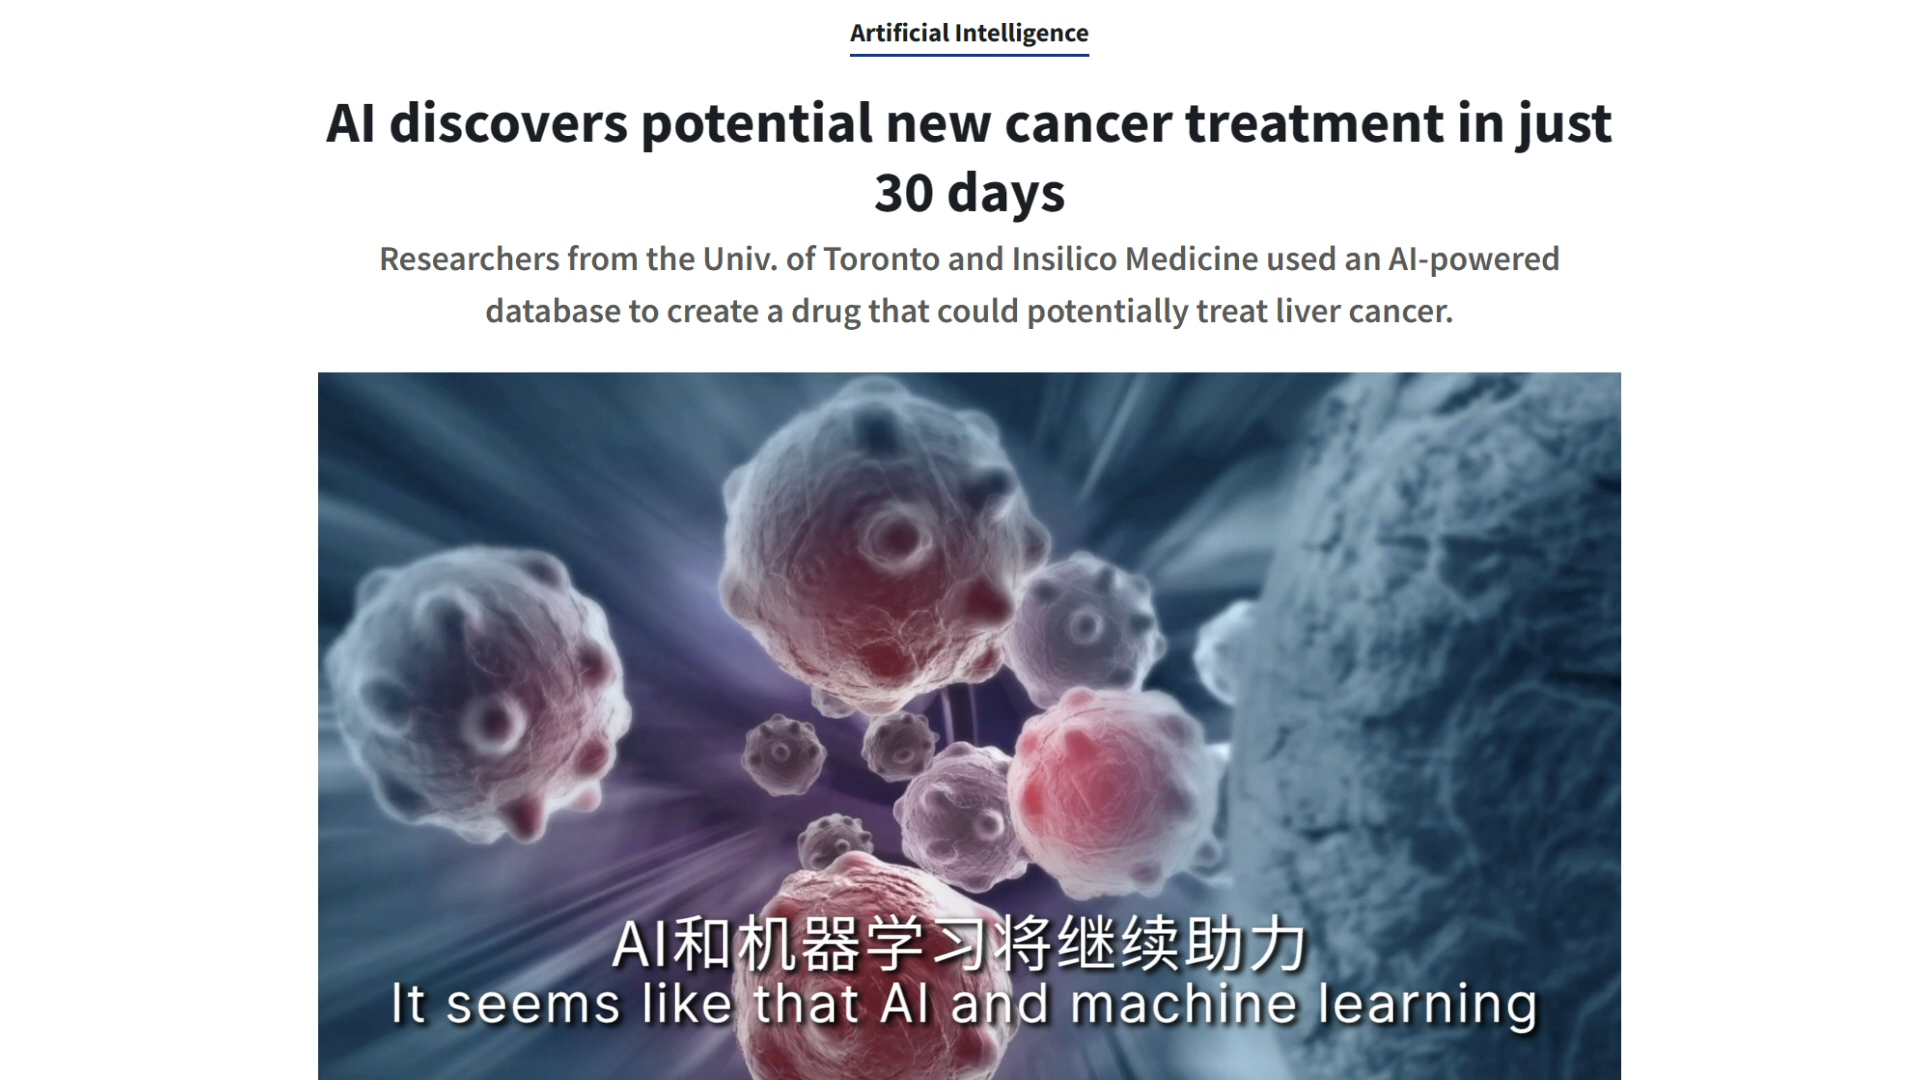 Artificial Intelligence
AI discovers potential new cancer treatment in just
30 days
Researchers from the Univ. of Toronto and Insilico Medicine used an AI-powered
database to create a drug that could potentially treat liver cancer.
AI和机器学习将继续助力
It seems like that AI and machine learning